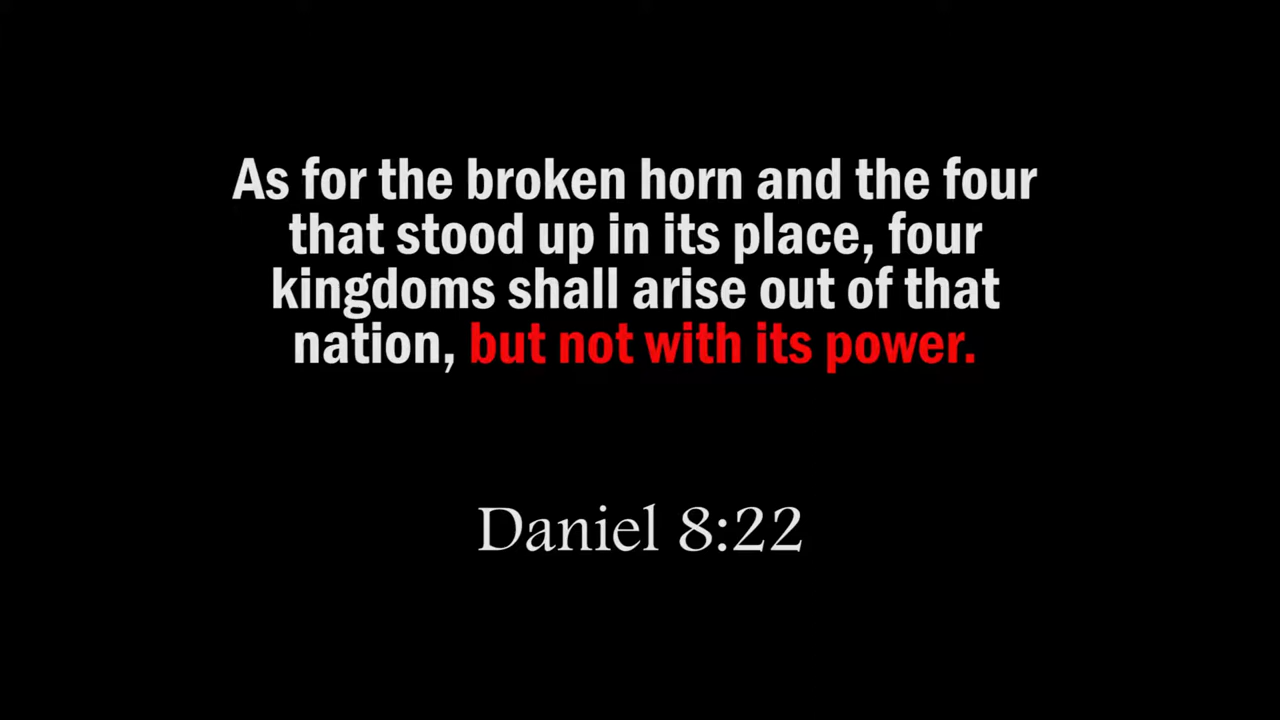 As for the broken horn and the four
that stood up in its place, four
kingdoms shall arise out of that
nation, but not with its power.
Daniel 8:22